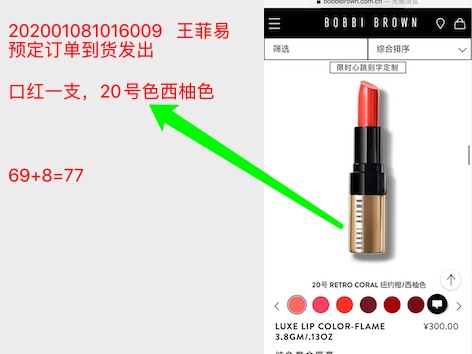 202001081016009 王菲易
预定订单到货发出
口红一支，20号色西柚色
69+8=77
bobbibrown.com.cn — 无痕浏览
BOBBI BROWN
筛选
综合排序
限时心跳刻字定制
BOBBI BROWN
20号 RETRO CORAL 纽约橙/西柚色
LUXE LIP COLOR-FLAME
3.8GM/.13OZ
¥300.00